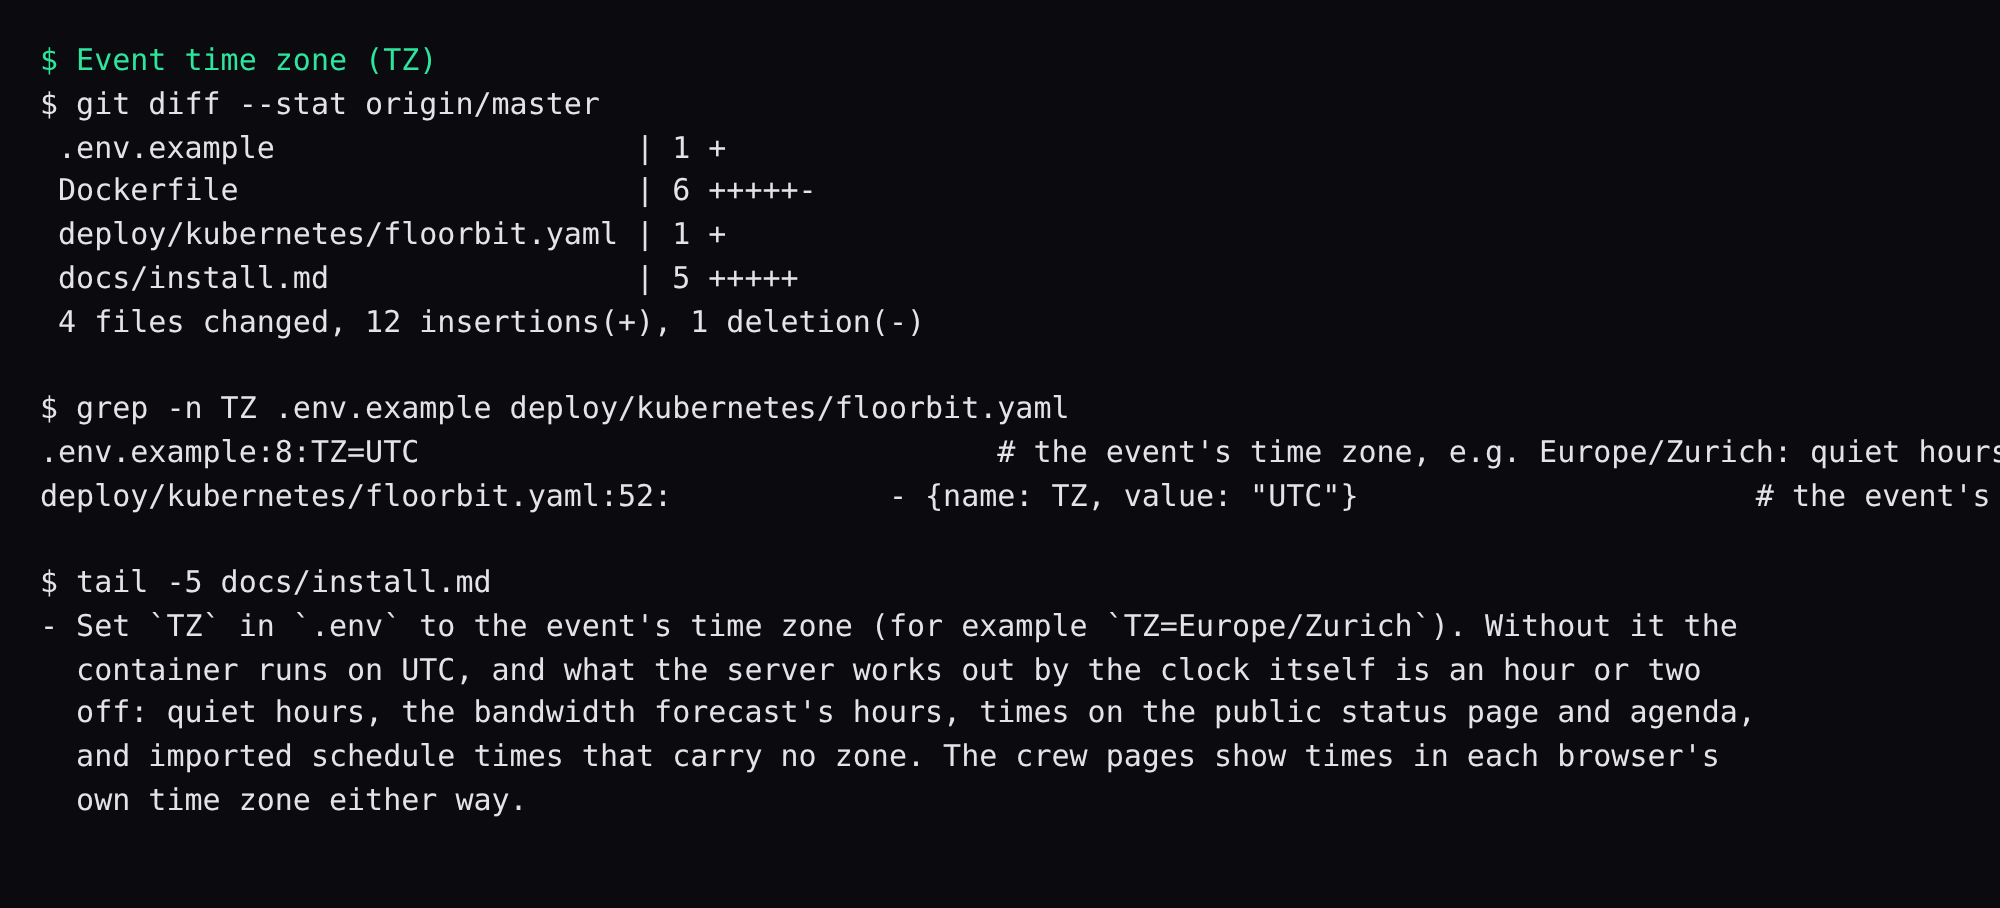 $ Event time zone (TZ)
$ git diff --stat origin/master
 .env.example                    | 1 +
 Dockerfile                      | 6 +++++-
 deploy/kubernetes/floorbit.yaml | 1 +
 docs/install.md                 | 5 +++++
 4 files changed, 12 insertions(+), 1 deletion(-)

$ grep -n TZ .env.example deploy/kubernetes/floorbit.yaml
.env.example:8:TZ=UTC                                # the event's time zone, e.g. Europe/Zurich: quiet hours
deploy/kubernetes/floorbit.yaml:52:            - {name: TZ, value: "UTC"}                      # the event's

$ tail -5 docs/install.md
- Set `TZ` in `.env` to the event's time zone (for example `TZ=Europe/Zurich`). Without it the
  container runs on UTC, and what the server works out by the clock itself is an hour or two
  off: quiet hours, the bandwidth forecast's hours, times on the public status page and agenda,
  and imported schedule times that carry no zone. The crew pages show times in each browser's
  own time zone either way.